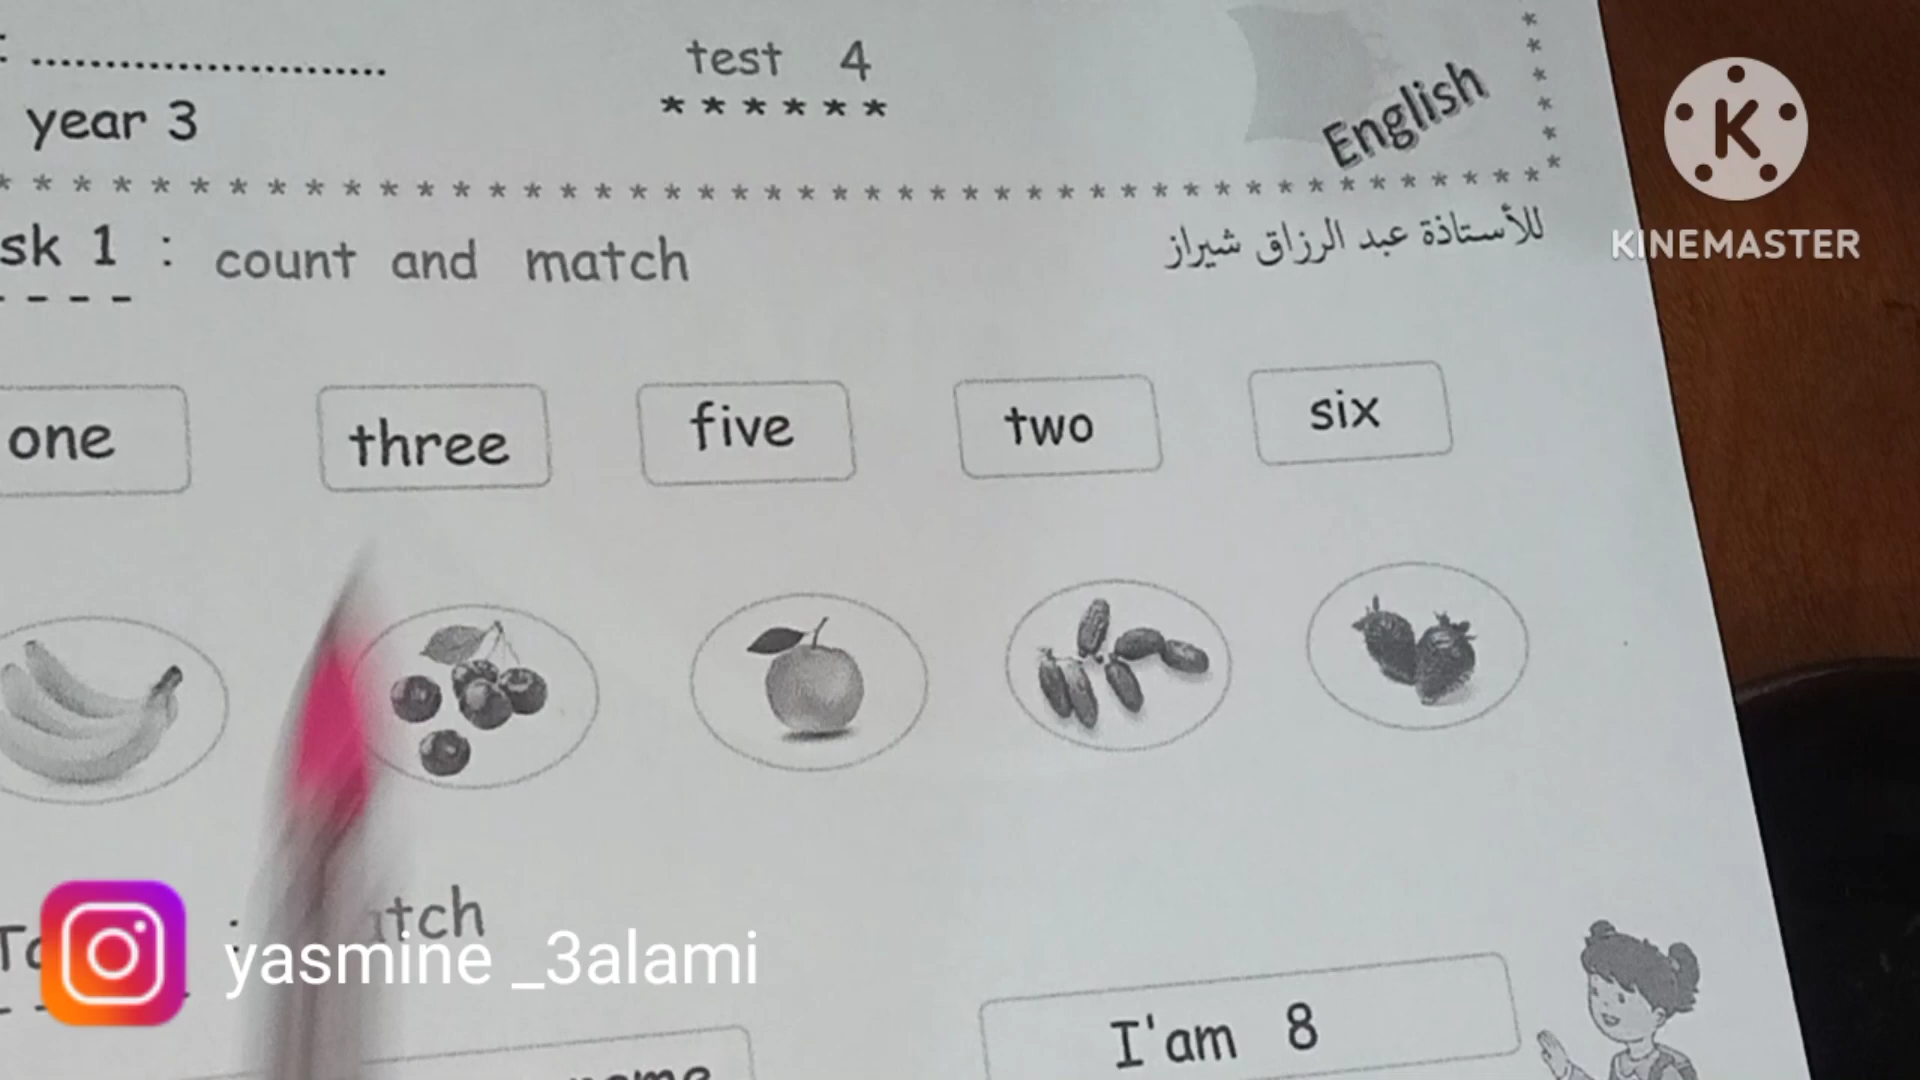 test 4
******
English
year 3
sk 1 : count and match
للأستاذة عبد الرزاق شيراز
KINEMASTER
one
three
five
two
six
tch
yasmine _3alami
I'am 8